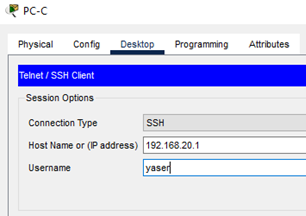 PC-C
Physical Config Desktop Programming Attributes
Telnet / SSH Client
Session Options
Connection Type SSH
Host Name or (IP address) 192.168.20.1
Username yaser